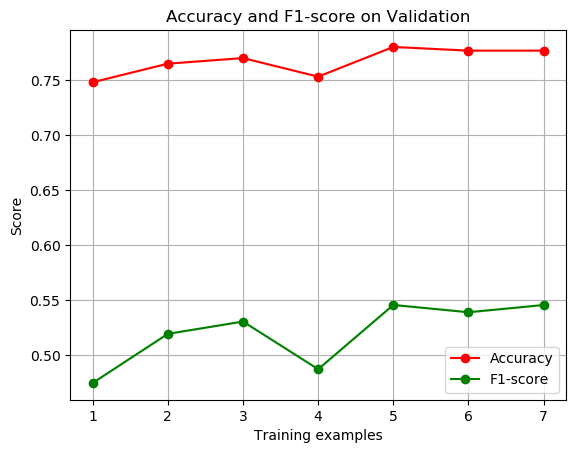 Accuracy and F1-score on Validation
Score
0.75
0.70
0.65
0.60
0.55
0.50
Accuracy
F1-score
1 2 3 4 5 6 7
Training examples